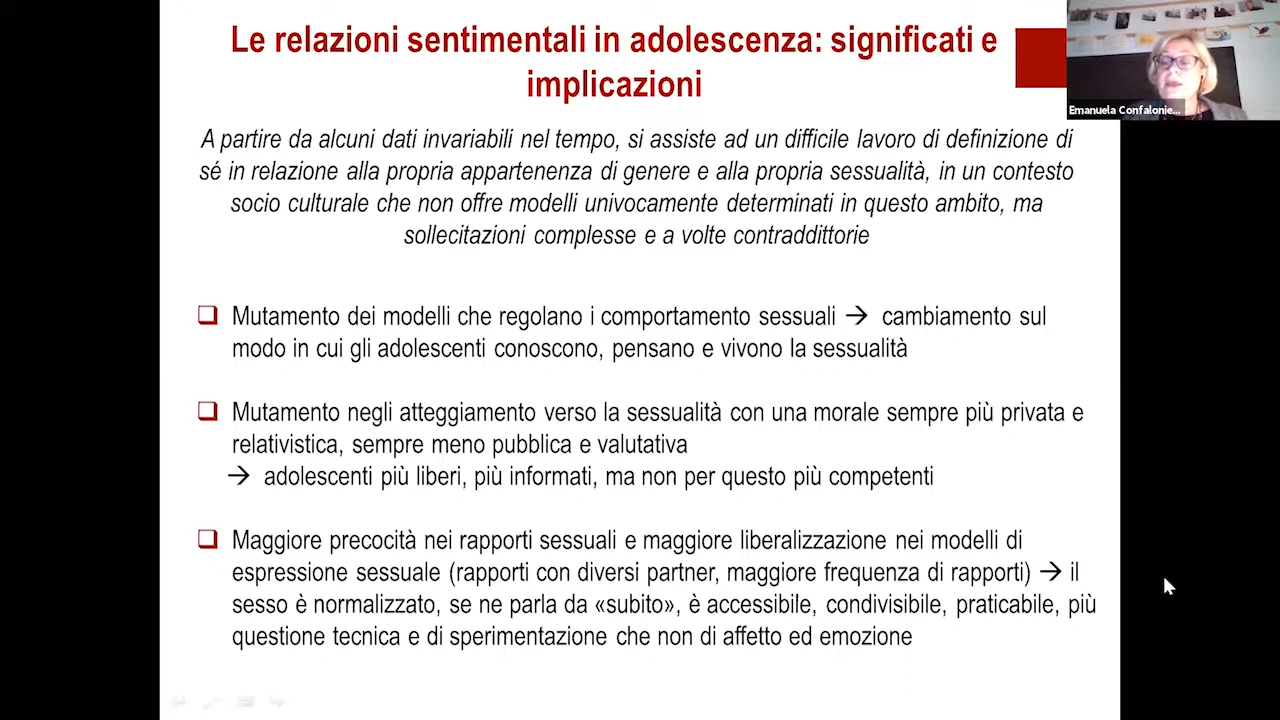 Le relazioni sentimentali in adolescenza: significati e
implicazioni
Emanuela Confalonie...
A partire da alcuni dati invariabili nel tempo, si assiste ad un difficile lavoro di definizione di
sé in relazione alla propria appartenenza di genere e alla propria sessualità, in un contesto
socio culturale che non offre modelli univocamente determinati in questo ambito, ma
sollecitazioni complesse e a volte contraddittorie
❑ Mutamento dei modelli che regolano i comportamento sessuali → cambiamento sul
modo in cui gli adolescenti conoscono, pensano e vivono la sessualità
❑ Mutamento negli atteggiamento verso la sessualità con una morale sempre più privata e
relativistica, sempre meno pubblica e valutativa
→ adolescenti più liberi, più informati, ma non per questo più competenti
❑ Maggiore precocità nei rapporti sessuali e maggiore liberalizzazione nei modelli di
espressione sessuale (rapporti con diversi partner, maggiore frequenza di rapporti) → il
sesso è normalizzato, se ne parla da «subito», è accessibile, condivisibile, praticabile, più
questione tecnica e di sperimentazione che non di affetto ed emozione